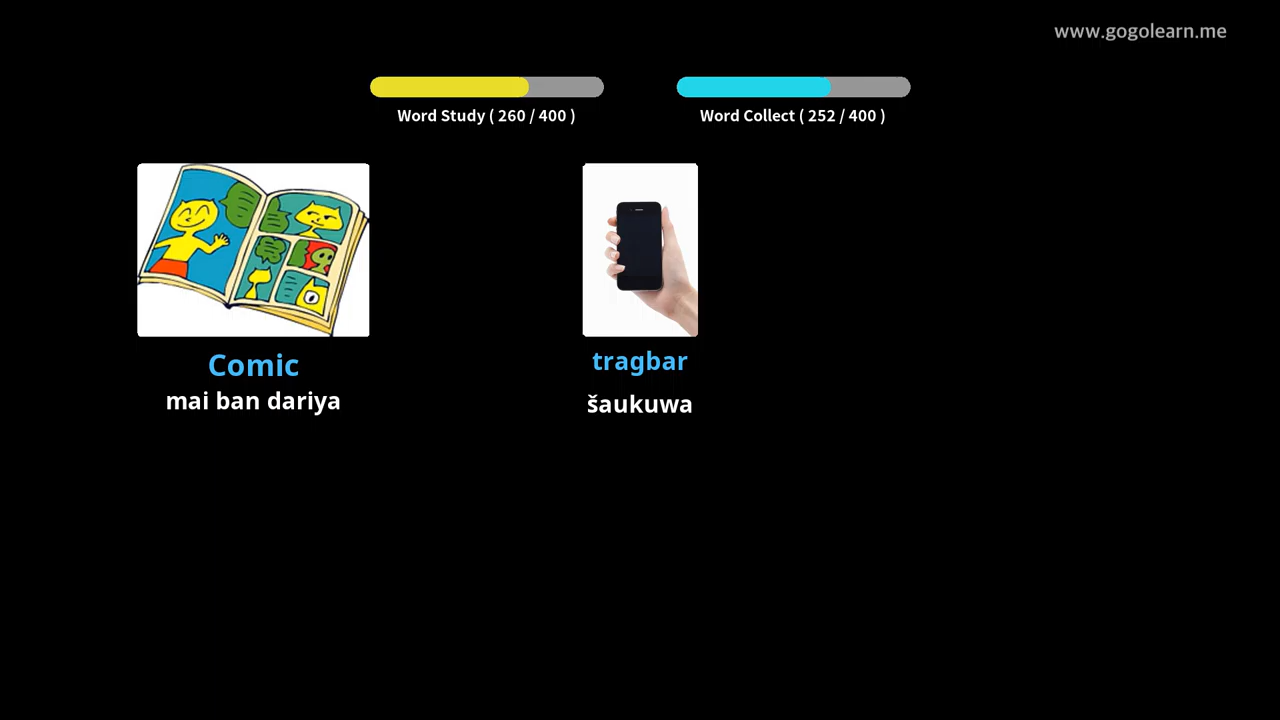 www.gogolearn.me
Word Study ( 260 / 400 )
Word Collect ( 252 / 400 )
Comic
mai ban dariya
tragbar
šaukuwa